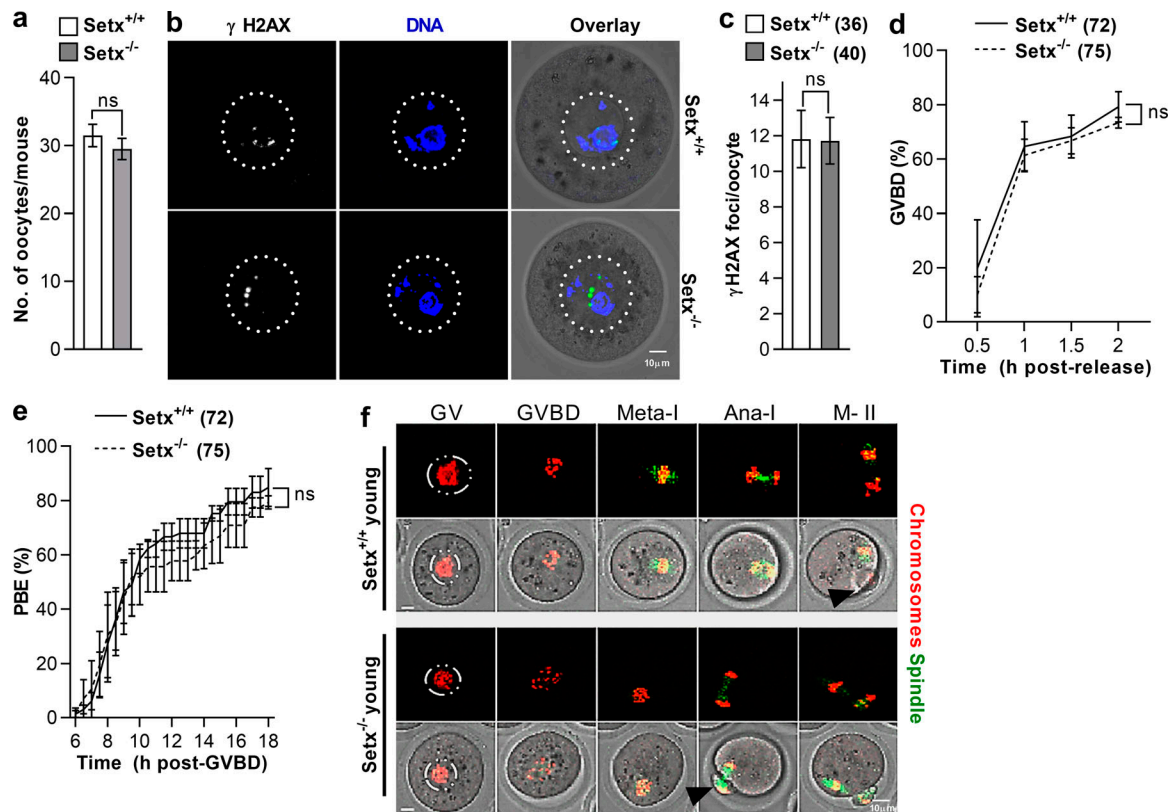 a
Setx+/+
Setx-/-
No. of oocytes/mouse
40
30
20
10
0
ns
b
γ H2AX
DNA
Overlay
Setx+/+
Setx-/-
10μm
c
Setx+/+ (36)
Setx-/- (40)
γH2AX foci/oocyte
14
12
10
8
6
4
2
0
ns
d
Setx+/+ (72)
Setx-/- (75)
GVBD (%)
100
80
60
40
20
0
ns
0.5 1 1.5 2
Time (h post-release)
e
Setx+/+ (72)
Setx-/- (75)
PBE (%)
100
80
60
40
20
0
ns
6 8 10 12 14 16 18
Time (h post-GVBD)
f
GV GVBD Meta-I Ana-I M- II
Setx+/+ young
Setx-/- young
Chromosomes Spindle
10μm